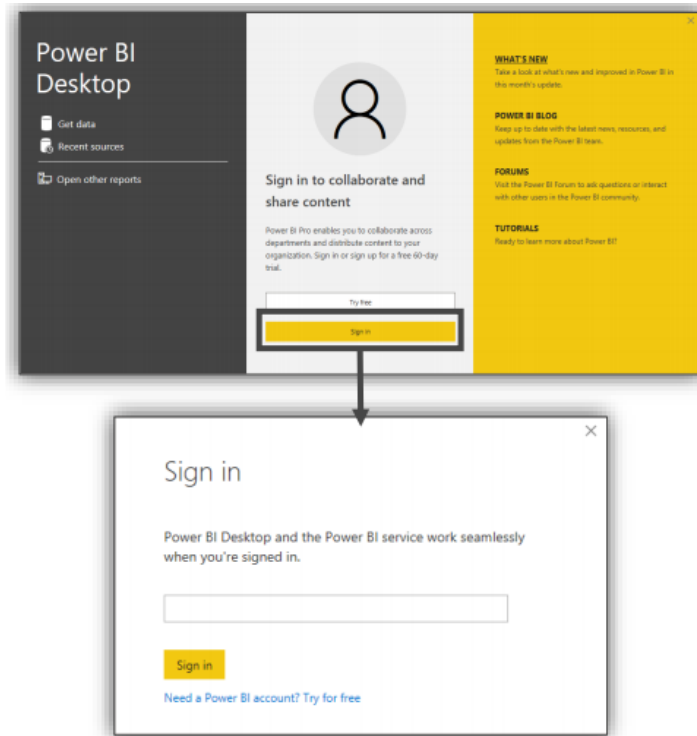 Power BI
Desktop
Get data
Recent sources
Open other reports
Sign in to collaborate and
share content
Power BI Pro enables you to collaborate across
departments and distribute content to your
organization. Sign in or sign up for a free 60-day
trial.
Try free
Sign in
WHAT'S NEW
Take a look at what's new and improved in Power BI in
this month's update.
POWER BI BLOG
Keep up to date with the latest news, resources, and
updates from the Power BI team.
FORUMS
Visit the Power BI Forum to ask questions or interact
with other users in the Power BI community.
TUTORIALS
Ready to learn more about Power BI?
Sign in
Power BI Desktop and the Power BI service work seamlessly
when you're signed in.
Sign in
Need a Power BI account? Try for free